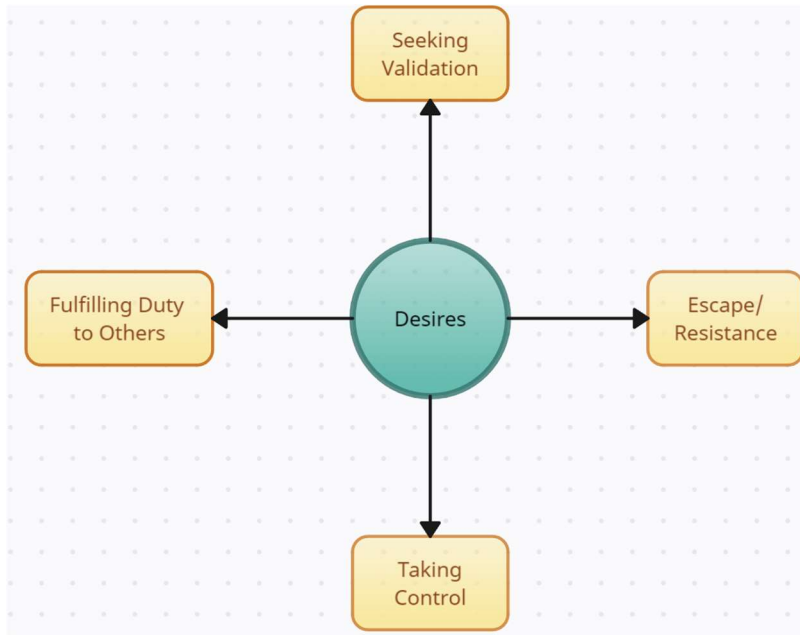 Seeking
Validation
Fulfilling Duty
to Others
Desires
Escape/
Resistance
Taking
Control